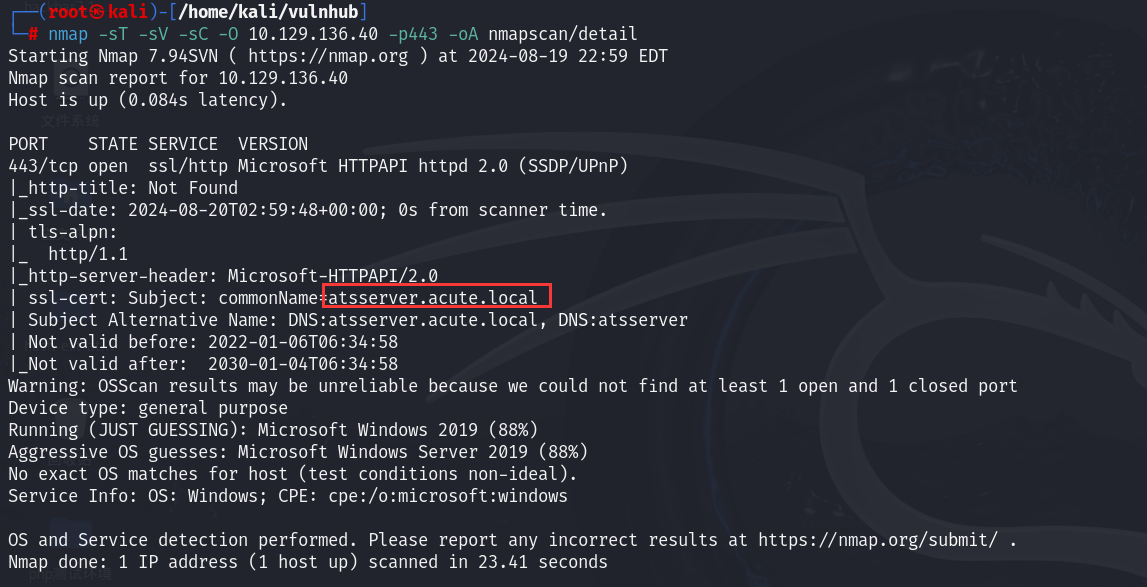 ┌──(root㉿kali)-[/home/kali/vulnhub]
└─# nmap -sT -sV -sC -O 10.129.136.40 -p443 -oA nmapscan/detail
Starting Nmap 7.94SVN ( https://nmap.org ) at 2024-08-19 22:59 EDT
Nmap scan report for 10.129.136.40
Host is up (0.084s latency).
文件系统
PORT    STATE SERVICE  VERSION
443/tcp open  ssl/http Microsoft HTTPAPI httpd 2.0 (SSDP/UPnP)
|_http-title: Not Found
|_ssl-date: 2024-08-20T02:59:48+00:00; 0s from scanner time.
| tls-alpn:
|_  http/1.1
|_http-server-header: Microsoft-HTTPAPI/2.0
| ssl-cert: Subject: commonName=atsserver.acute.local
| Subject Alternative Name: DNS:atsserver.acute.local, DNS:atsserver
| Not valid before: 2022-01-06T06:34:58
|_Not valid after:  2030-01-04T06:34:58
Warning: OSScan results may be unreliable because we could not find at least 1 open and 1 closed port
Device type: general purpose
Running (JUST GUESSING): Microsoft Windows 2019 (88%)
Aggressive OS guesses: Microsoft Windows Server 2019 (88%)
No exact OS matches for host (test conditions non-ideal).
Service Info: OS: Windows; CPE: cpe:/o:microsoft:windows
OS and Service detection performed. Please report any incorrect results at https://nmap.org/submit/ .
Nmap done: 1 IP address (1 host up) scanned in 23.41 seconds